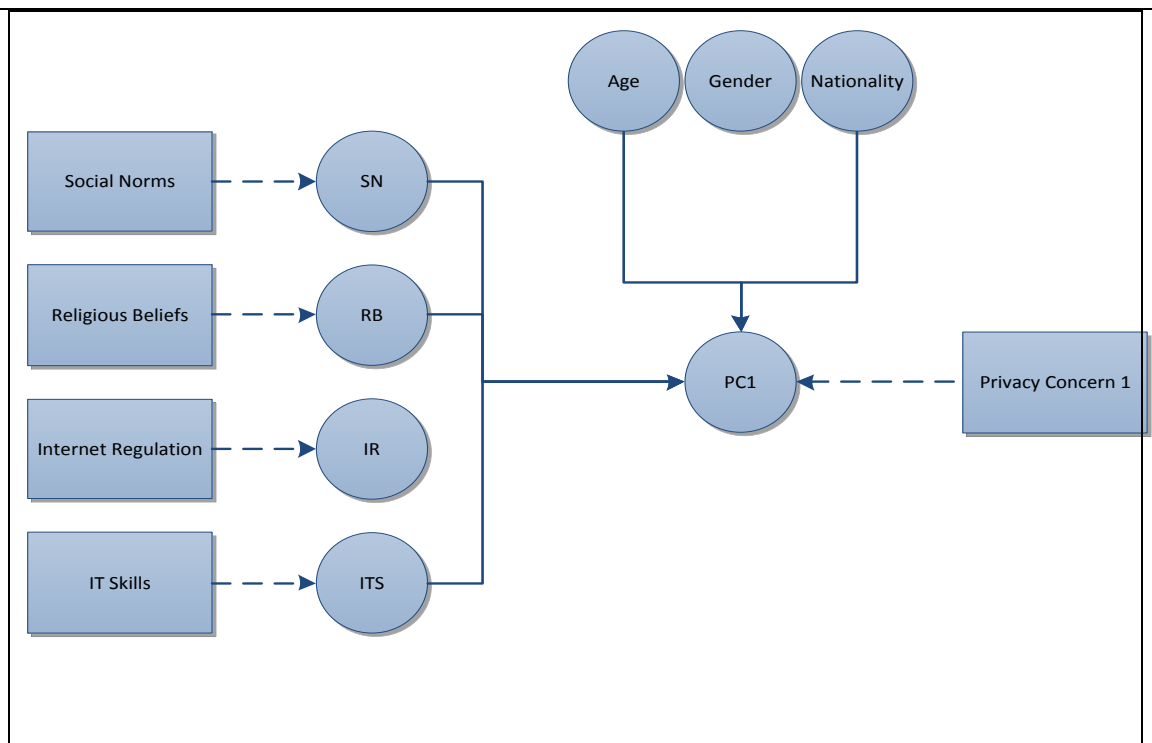 Age
Gender
Nationality
Social Norms
SN
Religious Beliefs
RB
PC1
Privacy Concern 1
Internet Regulation
IR
IT Skills
ITS